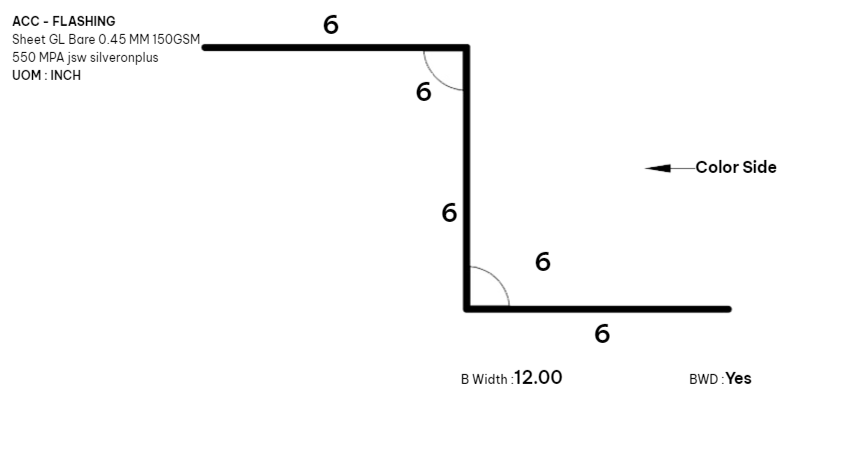 ACC - FLASHING
Sheet GL Bare 0.45 MM 150GSM
550 MPA jsw silveronplus
UOM : INCH
6
6
6
6
6
Color Side
B Width :12.00
BWD :Yes